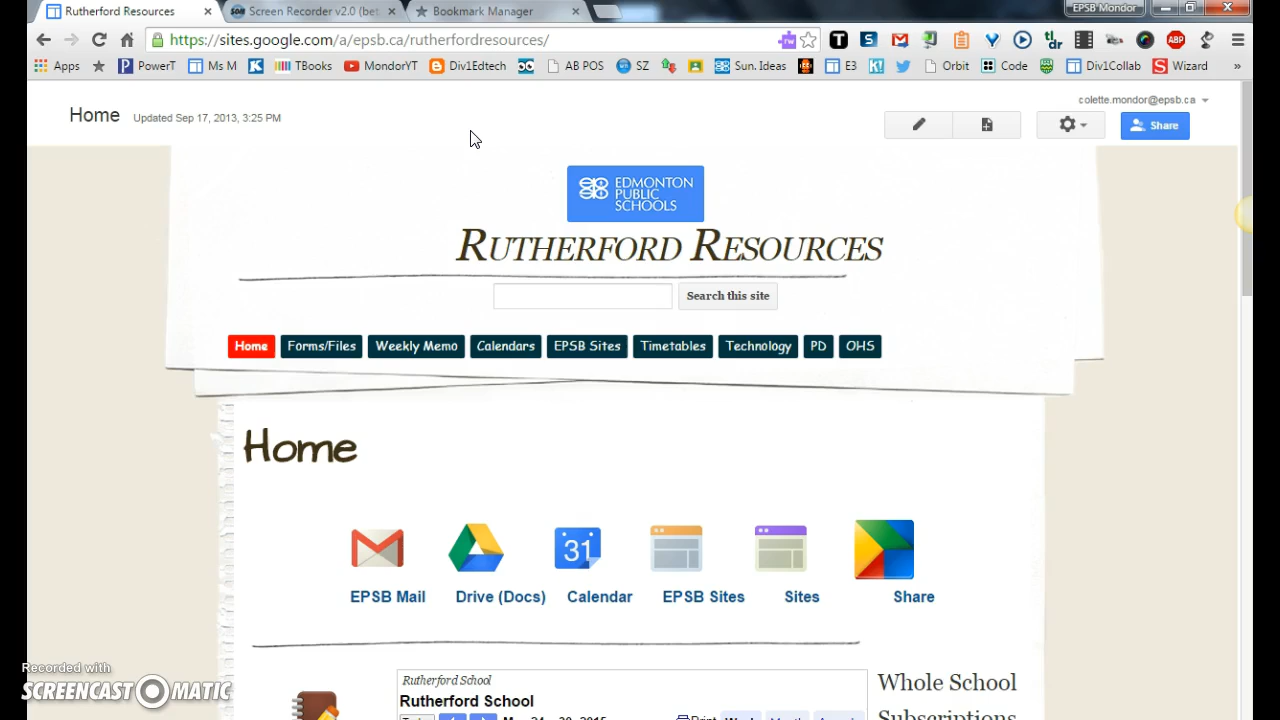 Rutherford Resources
Screen Recorder v2.0 (bet
Bookmark Manager
EPSB Mondor
https://sites.google.com/a/epsb.ca/rutherfordresources/
Apps PowerT Ms M TBooks MondorYT Div1Edtech AB POS SZ Sun. Ideas E3 Orbit Code Div1Collab Wizard »
colette.mondor@epsb.ca
Home Updated Sep 17, 2013, 3:25 PM
Share
EDMONTON
PUBLIC
SCHOOLS
RUTHERFORD RESOURCES
Search this site
Home Forms/Files Weekly Memo Calendars EPSB Sites Timetables Technology PD OHS
Home
31
EPSB Mail Drive (Docs) Calendar EPSB Sites Sites Share
Recorded with
SCREENCAST MATIC
Rutherford School
Rutherford School
Print Week Month
Whole School
Subscriptions